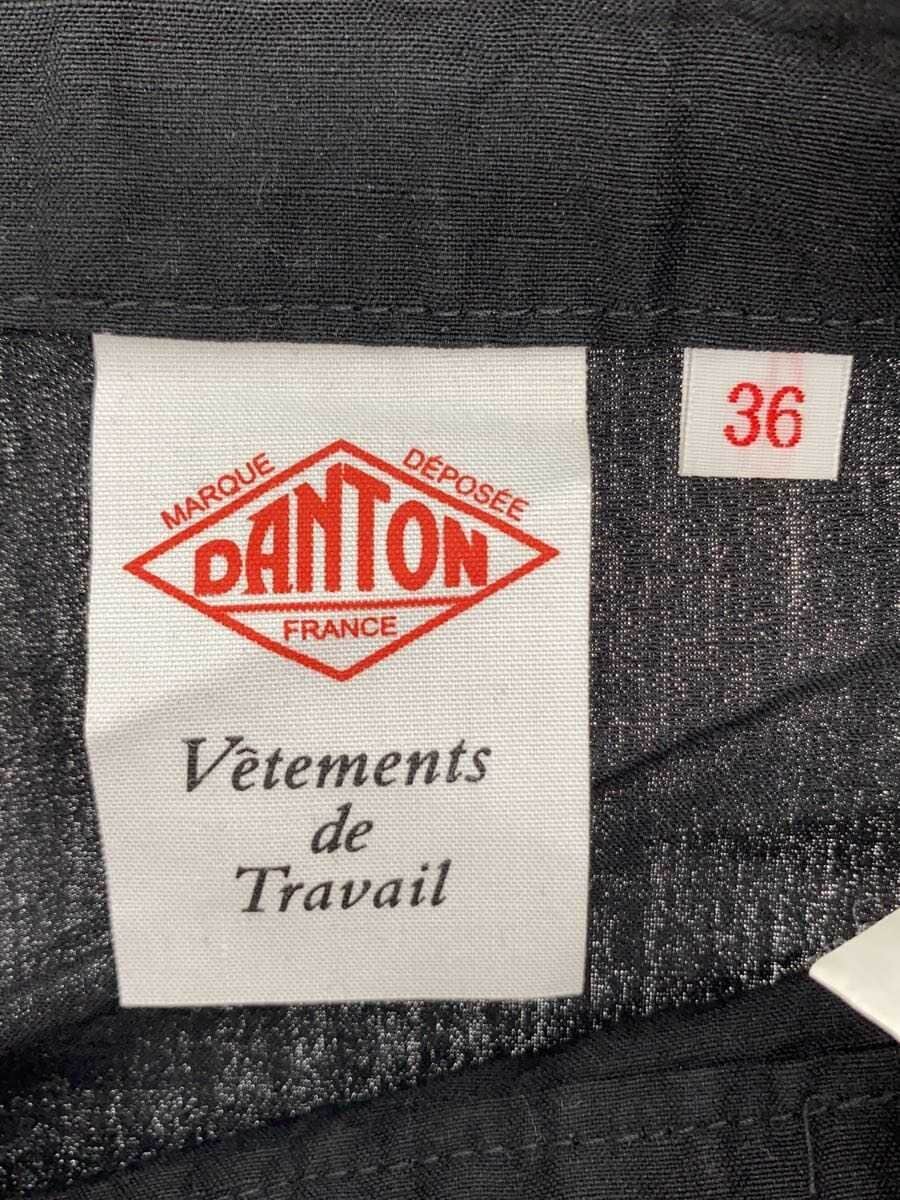 MARQUE DÉPOSÉE
DANTON
FRANCE
Vêtements
de
Travail
36